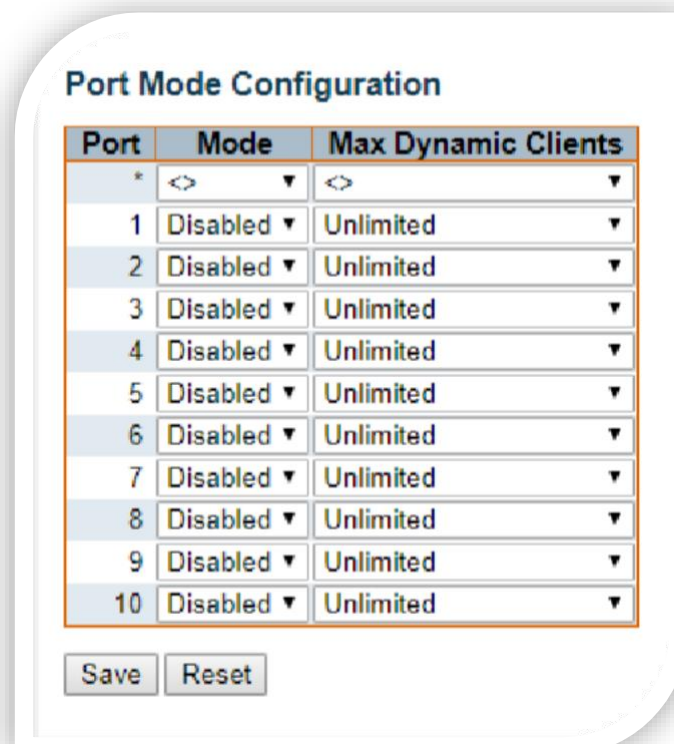 Port Mode Configuration
Port Mode Max Dynamic Clients
* <> <>
1 Disabled Unlimited
2 Disabled Unlimited
3 Disabled Unlimited
4 Disabled Unlimited
5 Disabled Unlimited
6 Disabled Unlimited
7 Disabled Unlimited
8 Disabled Unlimited
9 Disabled Unlimited
10 Disabled Unlimited
Save Reset